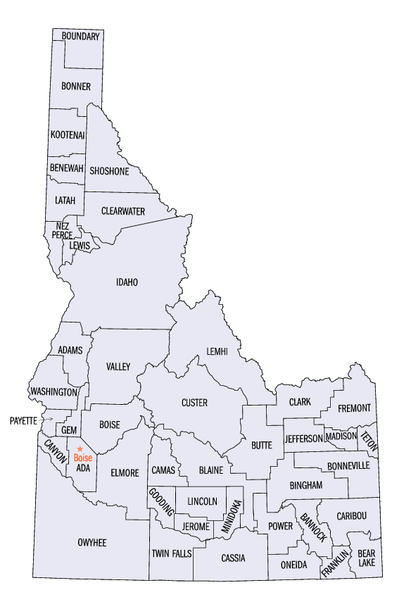 BOUNDARY
BONNER
KOOTENAI
BENEWAH
SHOSHONE
LATAH
CLEARWATER
NEZ
PERCE
LEWIS
IDAHO
ADAMS
VALLEY
LEMHI
WASHINGTON
CUSTER
CLARK
FREMONT
PAYETTE
GEM
BOISE
BUTTE
JEFFERSON
MADISON
TETON
CANYON
Boise
ADA
ELMORE
CAMAS
BLAINE
BONNEVILLE
BINGHAM
GOODING
LINCOLN
MINIDOKA
JEROME
POWER
BANNOCK
CARIBOU
OWYHEE
TWIN FALLS
CASSIA
ONEIDA
FRANKLIN
BEAR
LAKE